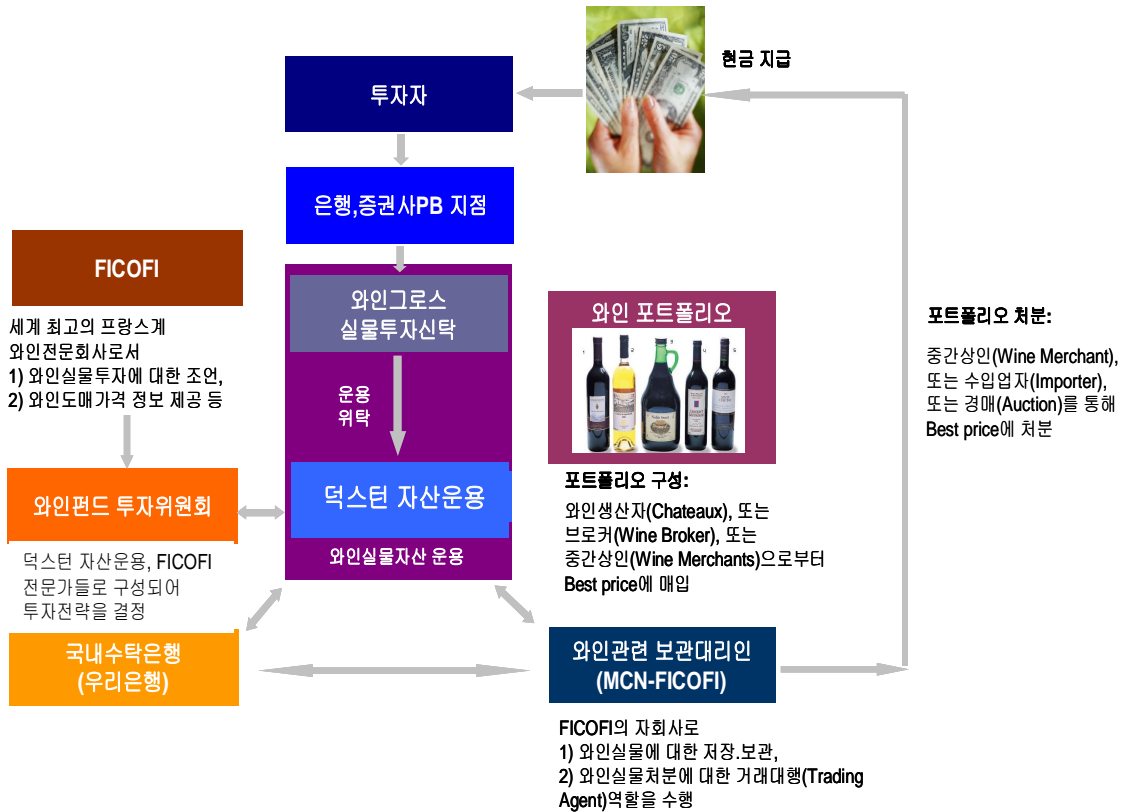 현금 지급
투자자
은행,증권사PB 지점
FICOFI
세계 최고의 프랑스계
와인전문회사로서
1) 와인실물투자에 대한 조언,
2) 와인도매가격 정보 제공 등
와인그로스
실물투자신탁
운용
위탁
덕스턴 자산운용
와인실물자산 운용
와인펀드 투자위원회
덕스턴 자산운용, FICOFI
전문가들로 구성되어
투자전략을 결정
와인 포트폴리오
포트폴리오 구성:
와인생산자(Chateaux), 또는
브로커(Wine Broker), 또는
중간상인(Wine Merchants)으로부터
Best price에 매입
포트폴리오 처분:
중간상인(Wine Merchant),
또는 수입업자(Importer),
또는 경매(Auction)를 통해
Best price에 처분
국내수탁은행
(우리은행)
와인관련 보관대리인
(MCN-FICOFI)
FICOFI의 자회사로
1) 와인실물에 대한 저장.보관,
2) 와인실물처분에 대한 거래대행(Trading
Agent)역할을 수행